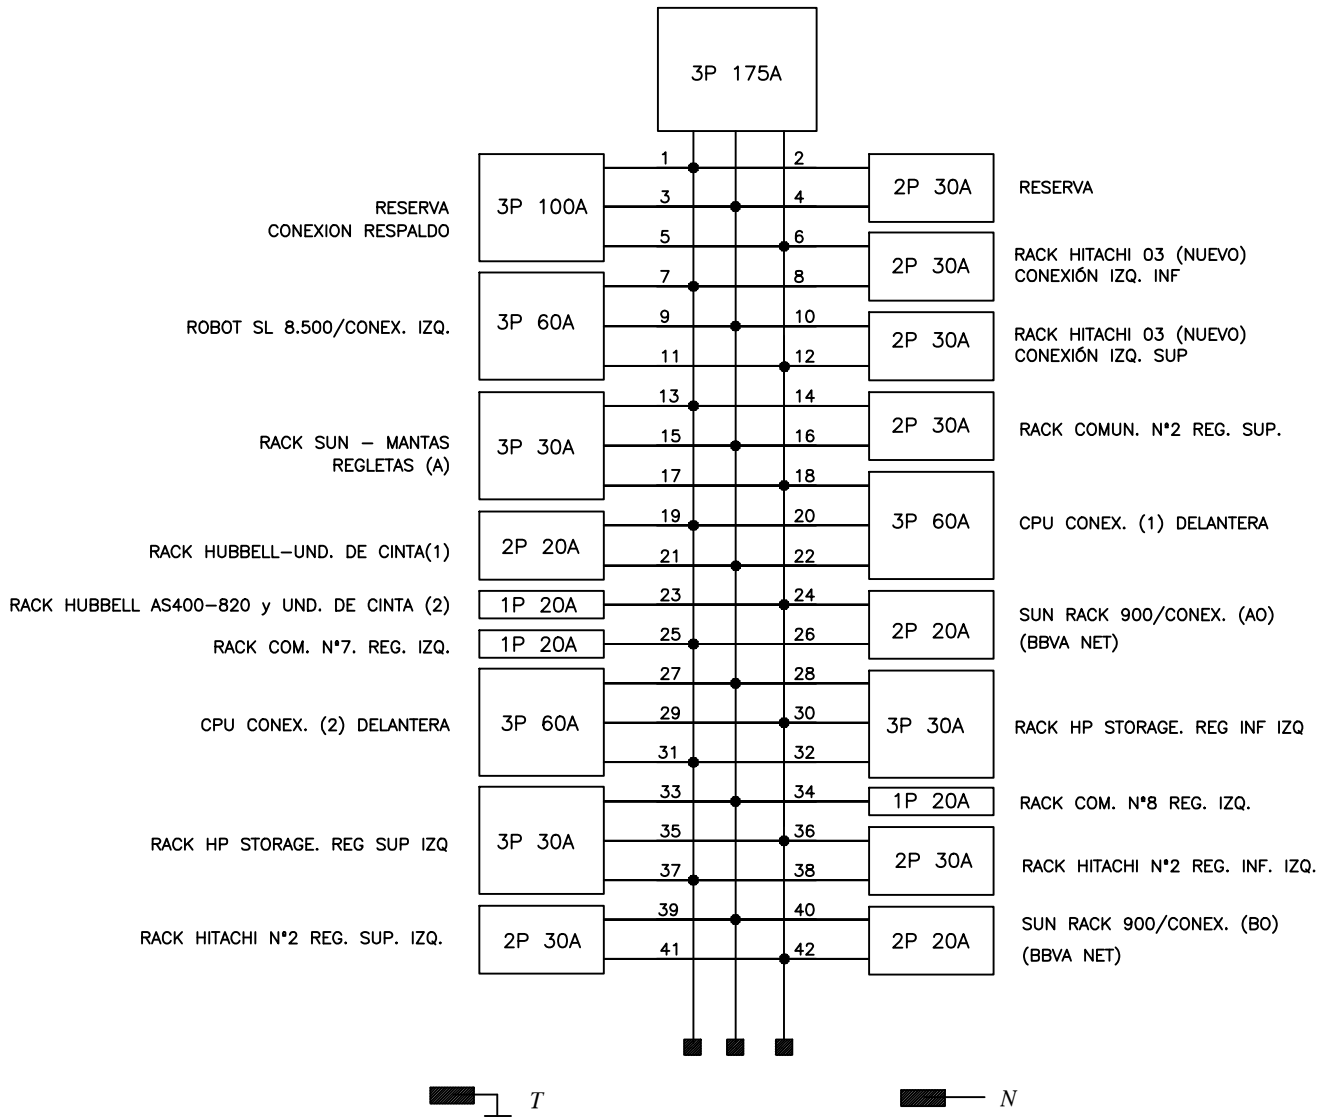 3P 175A
1 2
3P 100A
2P 30A
RESERVA
3 4
RESERVA
CONEXION RESPALDO
5 6
2P 30A
RACK HITACHI 03 (NUEVO)
CONEXIÓN IZQ. INF
7 8
ROBOT SL 8.500/CONEX. IZQ.
3P 60A
9 10
2P 30A
RACK HITACHI 03 (NUEVO)
CONEXIÓN IZQ. SUP
11 12
13 14
RACK SUN – MANTAS
REGLETAS (A)
3P 30A
15 16
2P 30A
RACK COMUN. N°2 REG. SUP.
17 18
19 20
3P 60A
CPU CONEX. (1) DELANTERA
RACK HUBBELL–UND. DE CINTA(1)
2P 20A
21 22
RACK HUBBELL AS400–820 y UND. DE CINTA (2)
1P 20A
23 24
SUN RACK 900/CONEX. (AO)
(BBVA NET)
2P 20A
RACK COM. N°7. REG. IZQ.
1P 20A
25 26
27 28
CPU CONEX. (2) DELANTERA
3P 60A
29 30
3P 30A
RACK HP STORAGE. REG INF IZQ
31 32
33 34
1P 20A
RACK COM. N°8 REG. IZQ.
RACK HP STORAGE. REG SUP IZQ
3P 30A
35 36
2P 30A
RACK HITACHI N°2 REG. INF. IZQ.
37 38
39 40
RACK HITACHI N°2 REG. SUP. IZQ.
2P 30A
2P 20A
SUN RACK 900/CONEX. (BO)
(BBVA NET)
41 42
T
N